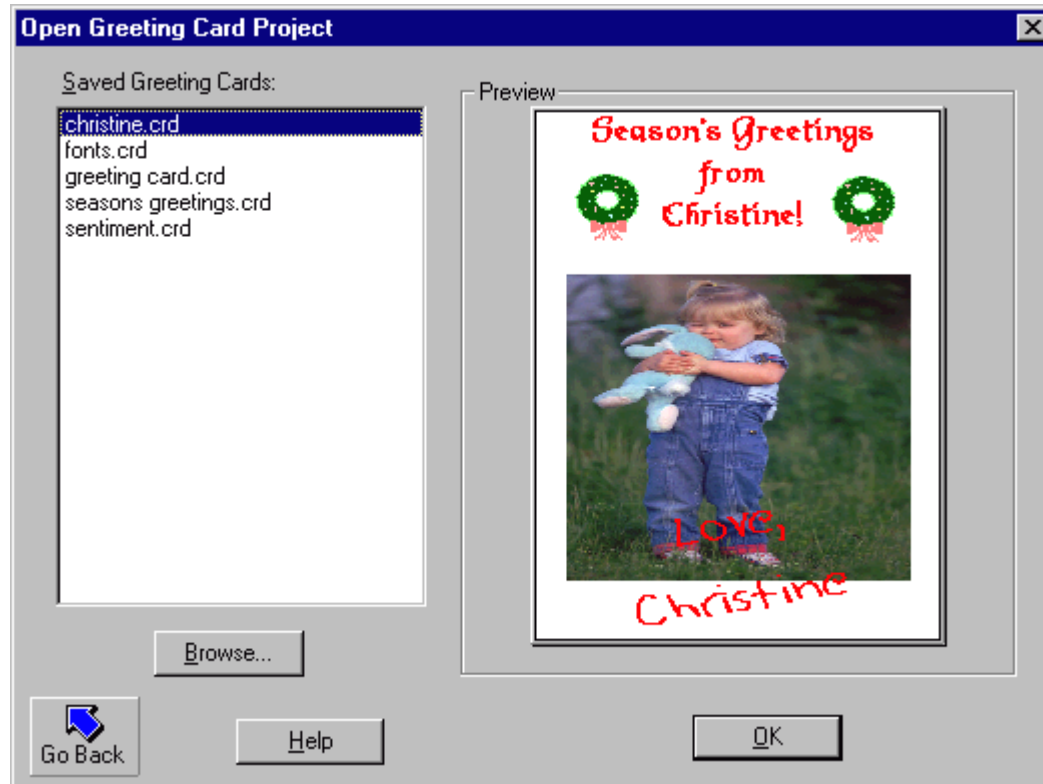 Open Greeting Card Project
Saved Greeting Cards:
christine.crd
fonts.crd
greeting card.crd
seasons greetings.crd
sentiment.crd
Browse...
Go Back
Help
Preview
Season's Greetings
from
Christine!
Love,
Christine
OK